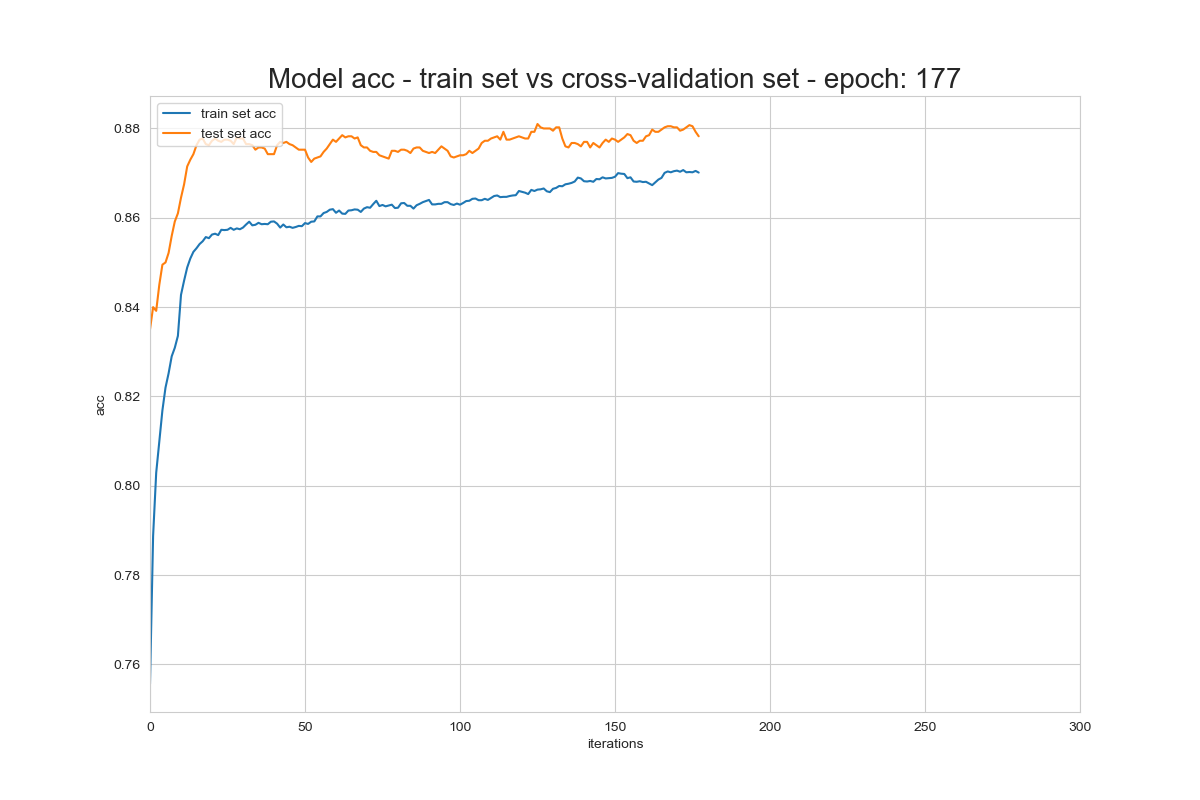 Model acc - train set vs cross-validation set - epoch: 177
train set acc
test set acc
0.88
0.86
0.84
0.82
0.80
0.78
0.76
acc
0
50
100
150
200
250
300
iterations